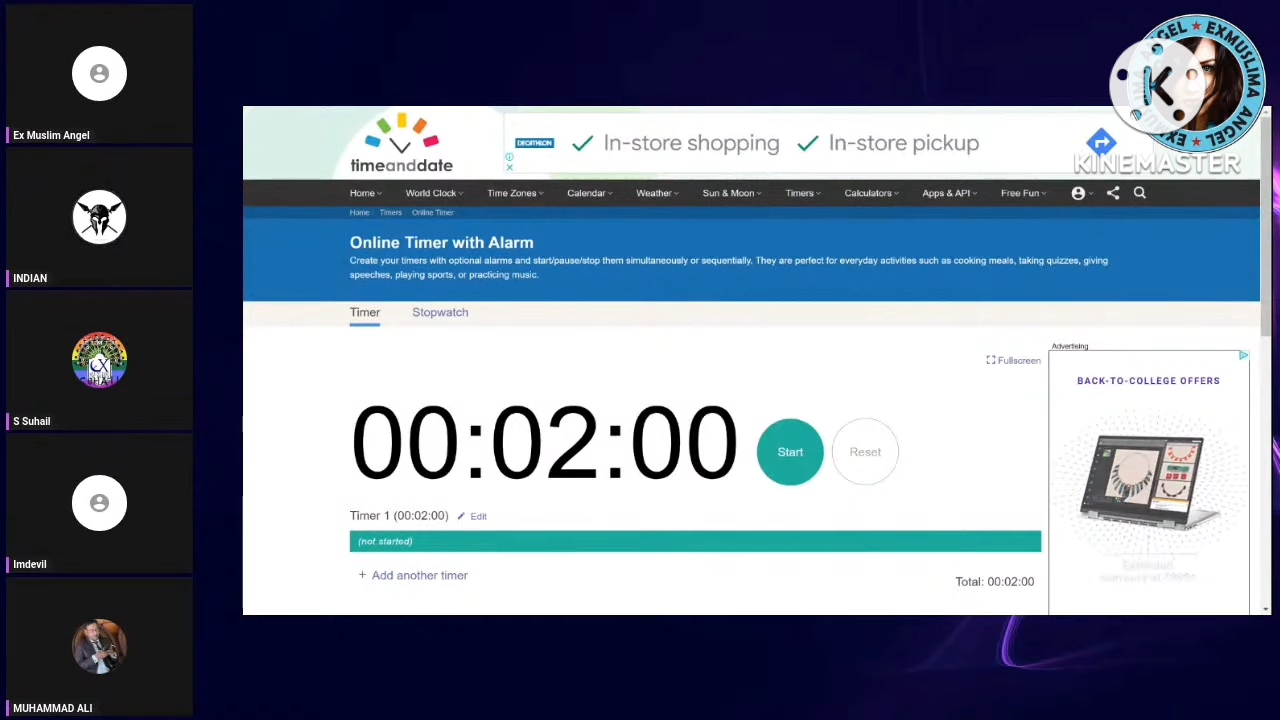 Ex Muslim Angel
INDIAN
S Suhail
Imdevil
MUHAMMAD ALI
EXMUSLIMA ANGEL
K
KINEMASTER
timeanddate
DECATHLON
In-store shopping
In-store pickup
Home
World Clock
Time Zones
Calendar
Weather
Sun & Moon
Timers
Calculators
Apps & API
Free Fun
Home
Timers
Online Timer
Online Timer with Alarm
Create your timers with optional alarms and start/pause/stop them simultaneously or sequentially. They are perfect for everyday activities such as cooking meals, taking quizzes, giving
speeches, playing sports, or practicing music.
Timer
Stopwatch
Fullscreen
00:02:00
Start
Reset
Timer 1 (00:02:00)
Edit
(not started)
+ Add another timer
Total: 00:02:00
Advertising
BACK-TO-COLLEGE OFFERS